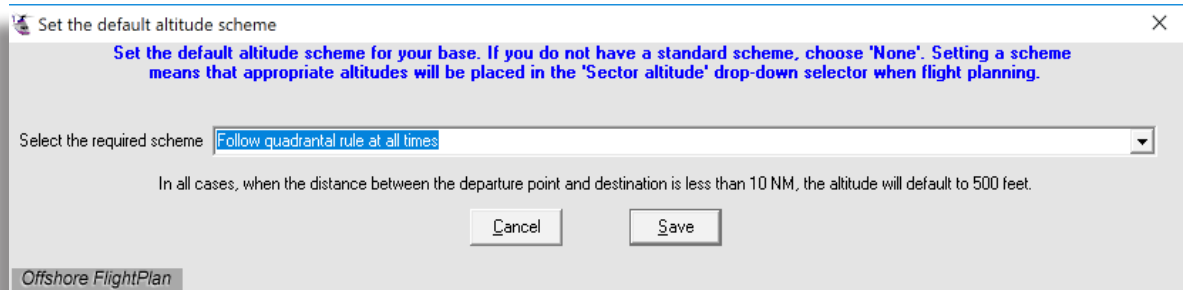 Set the default altitude scheme
Set the default altitude scheme for your base. If you do not have a standard scheme, choose 'None'. Setting a scheme
means that appropriate altitudes will be placed in the 'Sector altitude' drop-down selector when flight planning.
Select the required scheme Follow quadrantal rule at all times
In all cases, when the distance between the departure point and destination is less than 10 NM, the altitude will default to 500 feet.
Cancel Save
Offshore FlightPlan